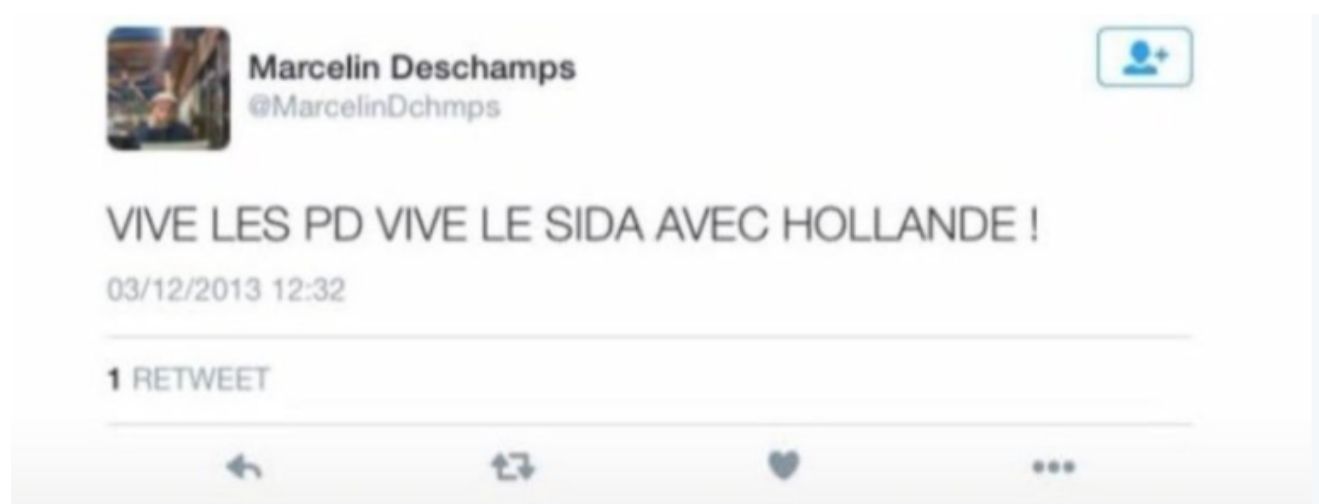 Marcelin Deschamps
@MarcelinDchmps
VIVE LES PD VIVE LE SIDA AVEC HOLLANDE !
03/12/2013 12:32
1 RETWEET